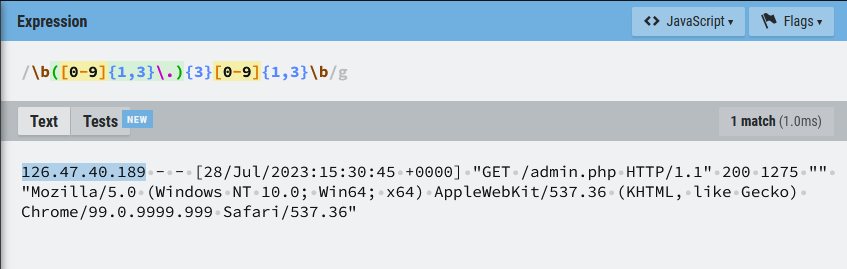 Expression
<> JavaScript ▾
Flags ▾
/\b([0-9]{1,3}\.){3}[0-9]{1,3}\b/g
Text
Tests
NEW
1 match (1.0ms)
126.47.40.189 - - [28/Jul/2023:15:30:45 +0000] "GET /admin.php HTTP/1.1" 200 1275 ""
"Mozilla/5.0 (Windows NT 10.0; Win64; x64) AppleWebKit/537.36 (KHTML, like Gecko)
Chrome/99.0.9999.999 Safari/537.36"